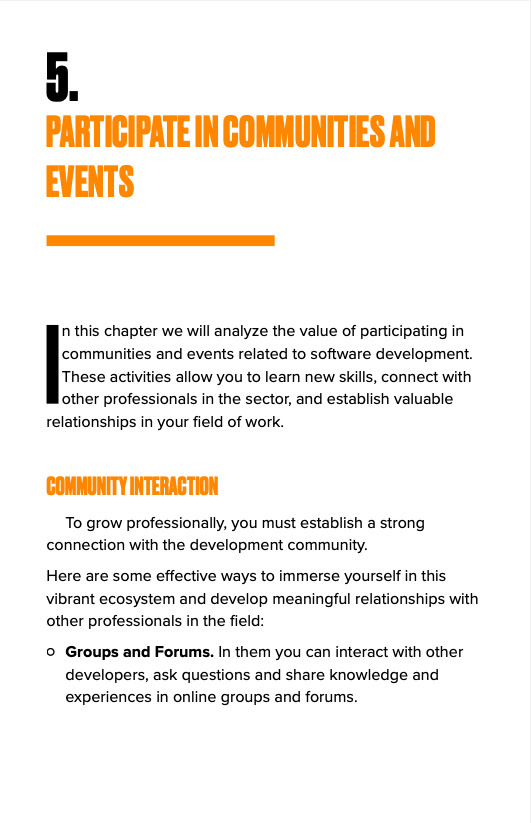 5.
PARTICIPATE IN COMMUNITIES AND
EVENTS
In this chapter we will analyze the value of participating in
communities and events related to software development.
These activities allow you to learn new skills, connect with
other professionals in the sector, and establish valuable
relationships in your field of work.
COMMUNITY INTERACTION
To grow professionally, you must establish a strong
connection with the development community.
Here are some effective ways to immerse yourself in this
vibrant ecosystem and develop meaningful relationships with
other professionals in the field:
○ Groups and Forums. In them you can interact with other
developers, ask questions and share knowledge and
experiences in online groups and forums.